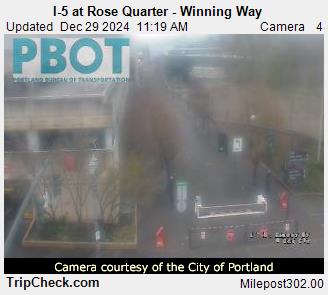 I-5 at Rose Quarter - Winning Way
Updated Dec 29 2024 11:19 AM Camera 4
PBOT
PORTLAND BUREAU OF TRANSPORTATION
Camera courtesy of the City of Portland
TripCheck.com Milepost302.00